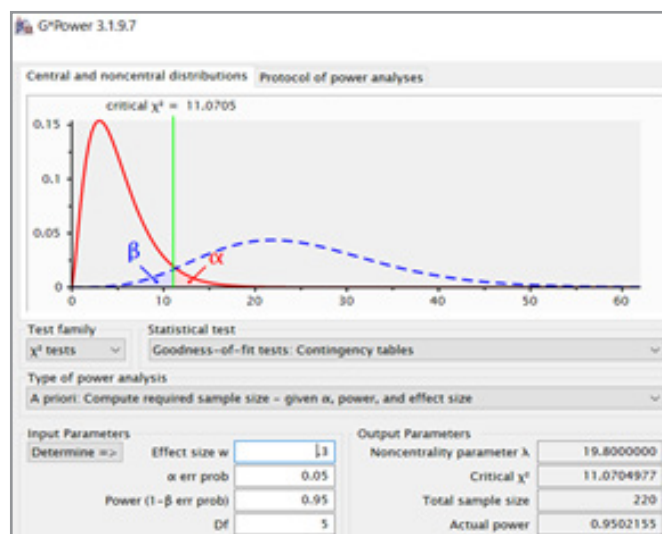 G*Power 3.1.9.7
Central and noncentral distributions Protocol of power analyses
critical χ² = 11.0705
0.15
0.1
0.05
0
β
α
0 10 20 30 40 50 60
Test family Statistical test
χ² tests Goodness-of-fit tests: Contingency tables
Type of power analysis
A priori: Compute required sample size - given α, power, and effect size
Input Parameters Output Parameters
Determine => Effect size w .3 Noncentrality parameter λ 19.8000000
α err prob 0.05 Critical χ² 11.0704977
Power (1-β err prob) 0.95 Total sample size 220
Df 5 Actual power 0.9502155